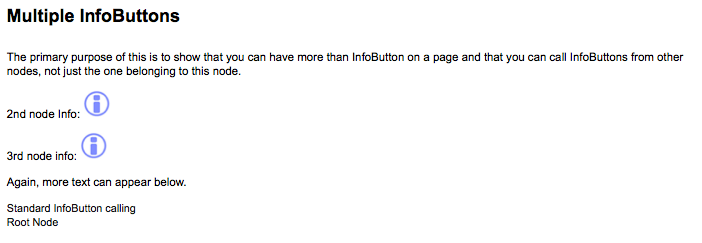 Multiple InfoButtons
The primary purpose of this is to show that you can have more than InfoButton on a page and that you can call InfoButtons from other
nodes, not just the one belonging to this node.
2nd node Info:
3rd node info:
Again, more text can appear below.
Standard InfoButton calling
Root Node